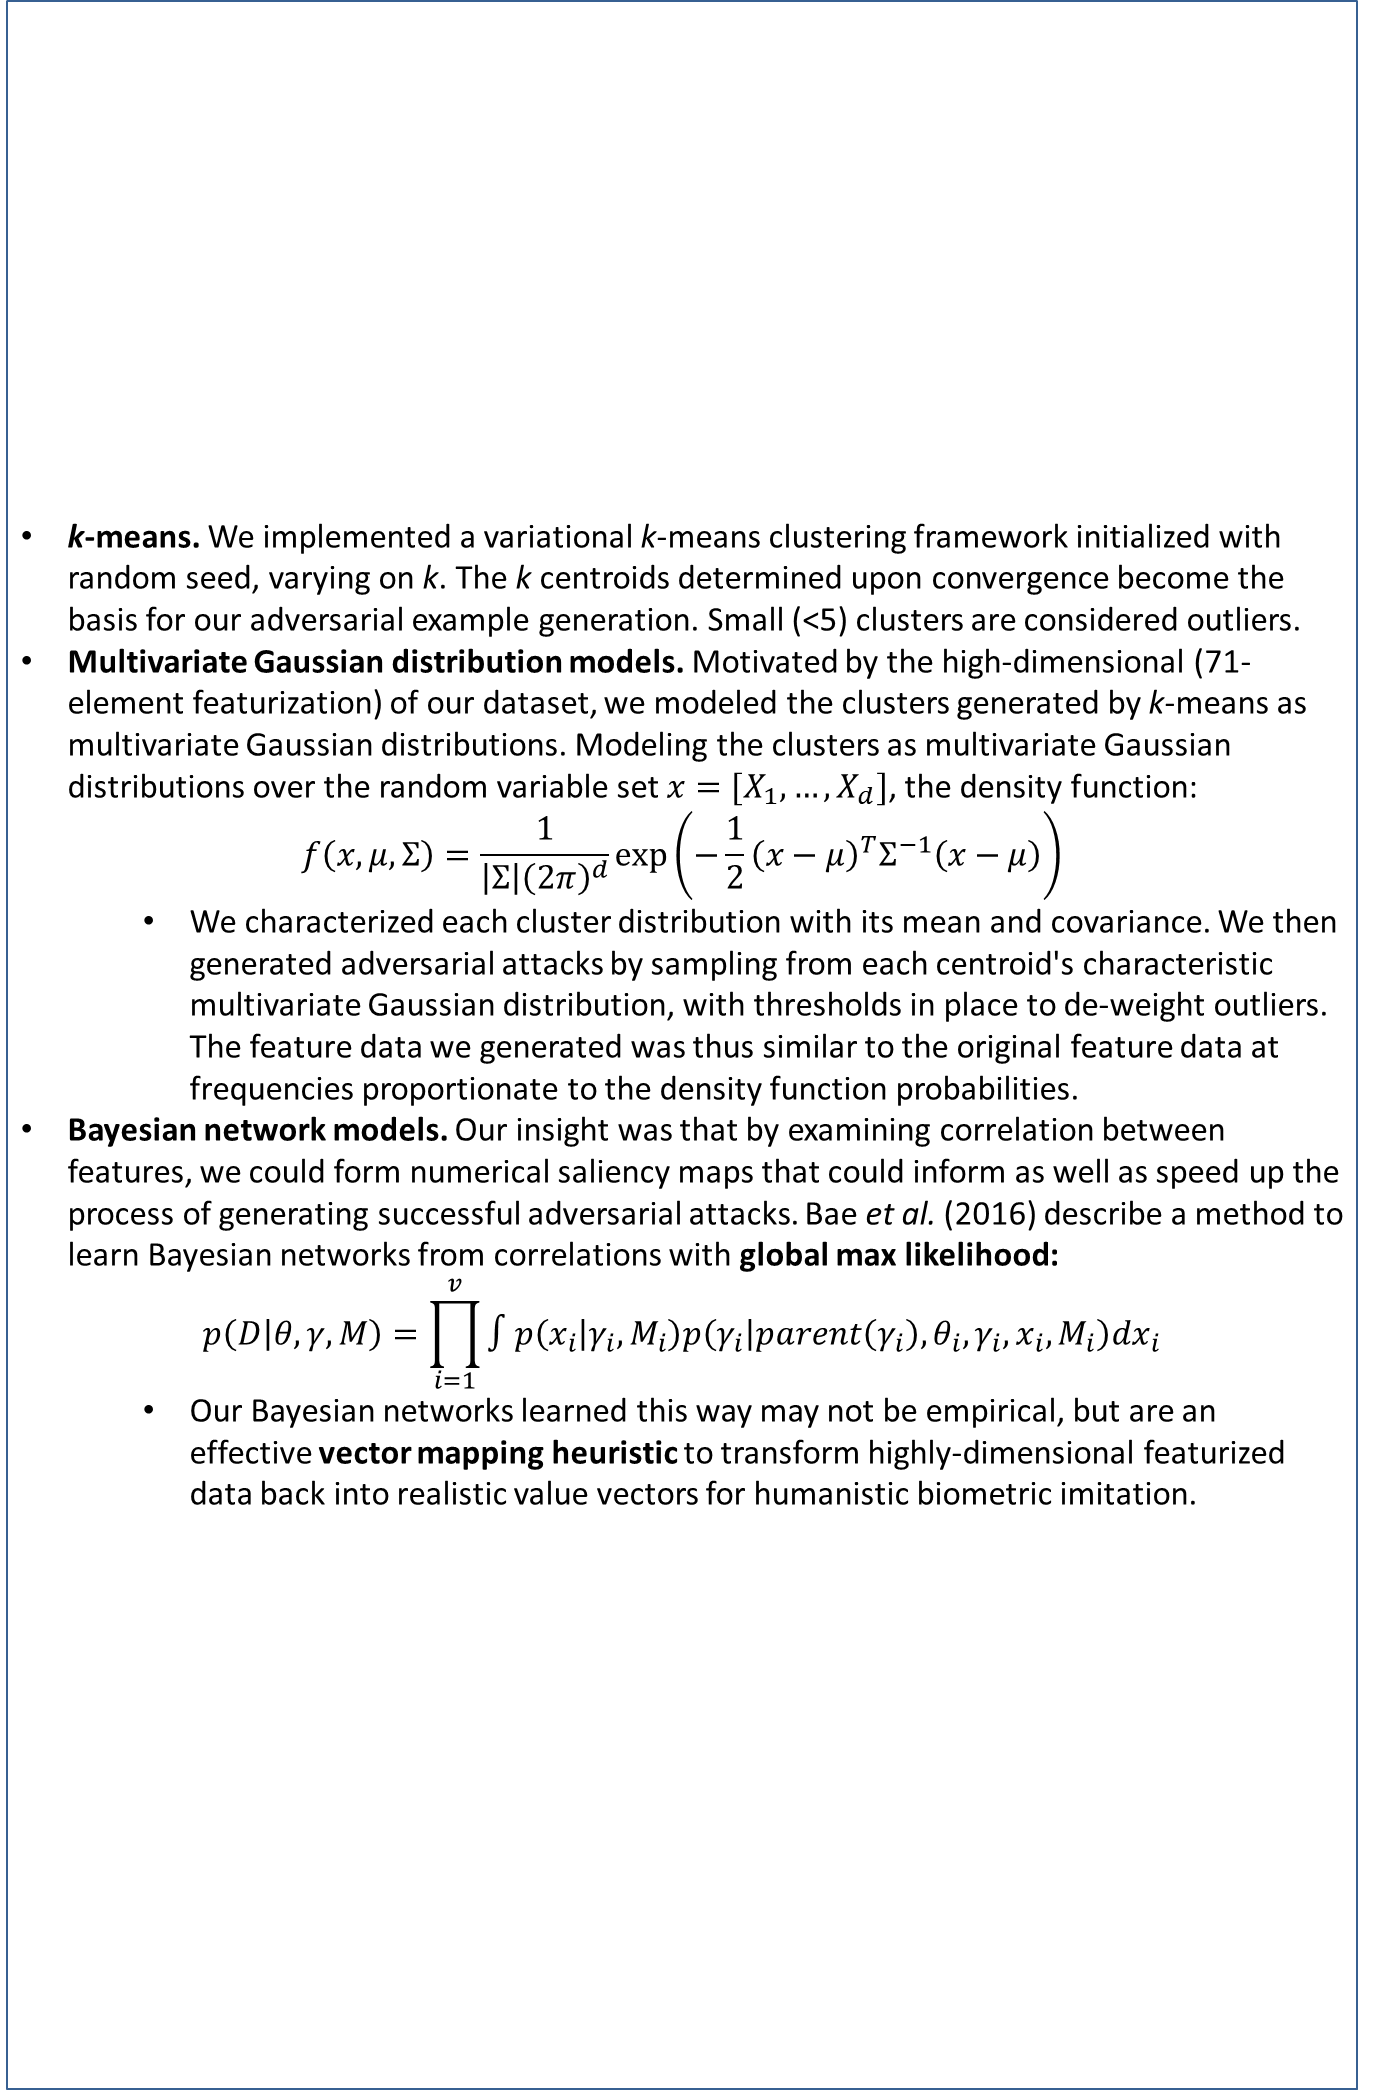 • k-means. We implemented a variational k-means clustering framework initialized with
random seed, varying on k. The k centroids determined upon convergence become the
basis for our adversarial example generation. Small (<5) clusters are considered outliers.
• Multivariate Gaussian distribution models. Motivated by the high-dimensional (71-
element featurization) of our dataset, we modeled the clusters generated by k-means as
multivariate Gaussian distributions. Modeling the clusters as multivariate Gaussian
distributions over the random variable set x = [X₁, …, X_d], the density function:
f(x, μ, Σ) = 1/(|Σ|(2π)^d) exp(−1/2 (x − μ)^T Σ^−1 (x − μ))
• We characterized each cluster distribution with its mean and covariance. We then
generated adversarial attacks by sampling from each centroid's characteristic
multivariate Gaussian distribution, with thresholds in place to de-weight outliers.
The feature data we generated was thus similar to the original feature data at
frequencies proportionate to the density function probabilities.
• Bayesian network models. Our insight was that by examining correlation between
features, we could form numerical saliency maps that could inform as well as speed up the
process of generating successful adversarial attacks. Bae et al. (2016) describe a method to
learn Bayesian networks from correlations with global max likelihood:
p(D|θ, γ, M) = ∏_{i=1}^{v} ∫ p(x_i|γ_i, M_i)p(γ_i|parent(γ_i), θ_i, γ_i, x_i, M_i)dx_i
• Our Bayesian networks learned this way may not be empirical, but are an
effective vector mapping heuristic to transform highly-dimensional featurized
data back into realistic value vectors for humanistic biometric imitation.